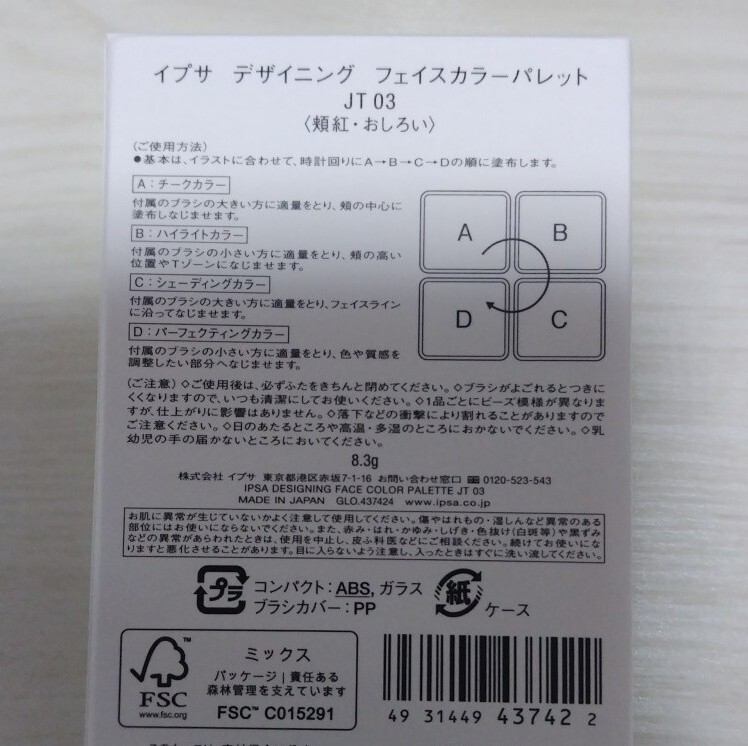 イプサ デザイニング フェイスカラーパレット
JT 03
〈頬紅・おしろい〉
〈ご使用方法〉
●基本は、イラストに合わせて、時計回りにA→B→C→Dの順に塗布します。
A：チークカラー
付属のブラシの大きい方に適量をとり、頬の中心に
塗布しなじませます。
B：ハイライトカラー
付属のブラシの小さい方に適量をとり、頬の高い
位置やTゾーンになじませます。
C：シェーディングカラー
付属のブラシの大きい方に適量をとり、フェイスライン
に沿ってなじませます。
D：パーフェクティングカラー
付属のブラシの小さい方に適量をとり、色や質感を
調整したい部分へなじませます。
A
B
D
C
〈ご注意〉◇ご使用後は、必ずふたをきちんと閉めてください。◇ブラシがよごれるとつきに
くくなりますので、いつも清潔にしてお使いください。◇1品ごとにビーズ模様が異なりま
すが、仕上がりに影響はありません。◇落下などの衝撃により割れることがありますので
ご注意ください。◇日のあたるところや高温・多湿のところにおかないでください。◇乳
幼児の手の届かないところにおいてください。
8.3g
株式会社 イプサ 東京都港区赤坂7-1-16 お問い合わせ窓口 0120-523-543
IPSA DESIGNING FACE COLOR PALETTE JT 03
MADE IN JAPAN GLO.437424 www.ipsa.co.jp
お肌に異常が生じていないかよく注意して使用してください。傷やはれもの・湿しんなど異常のある
部位にはお使いにならないでください。また、赤み・はれ・かゆみ・しげき・色抜け(白斑等)や黒ずみ
などの異常があらわれたときは、使用を中止し、皮ふ科医などにご相談ください。続けてお使いにな
りますと悪化させることがあります。目に入らないよう注意し、入ったときはすぐに洗い流してください。
プラ コンパクト：ABS, ガラス
ブラシカバー：PP
紙 ケース
FSC™
www.fsc.org
ミックス
パッケージ｜責任ある
森林管理を支えています
FSC™ C015291
4 931449 437422